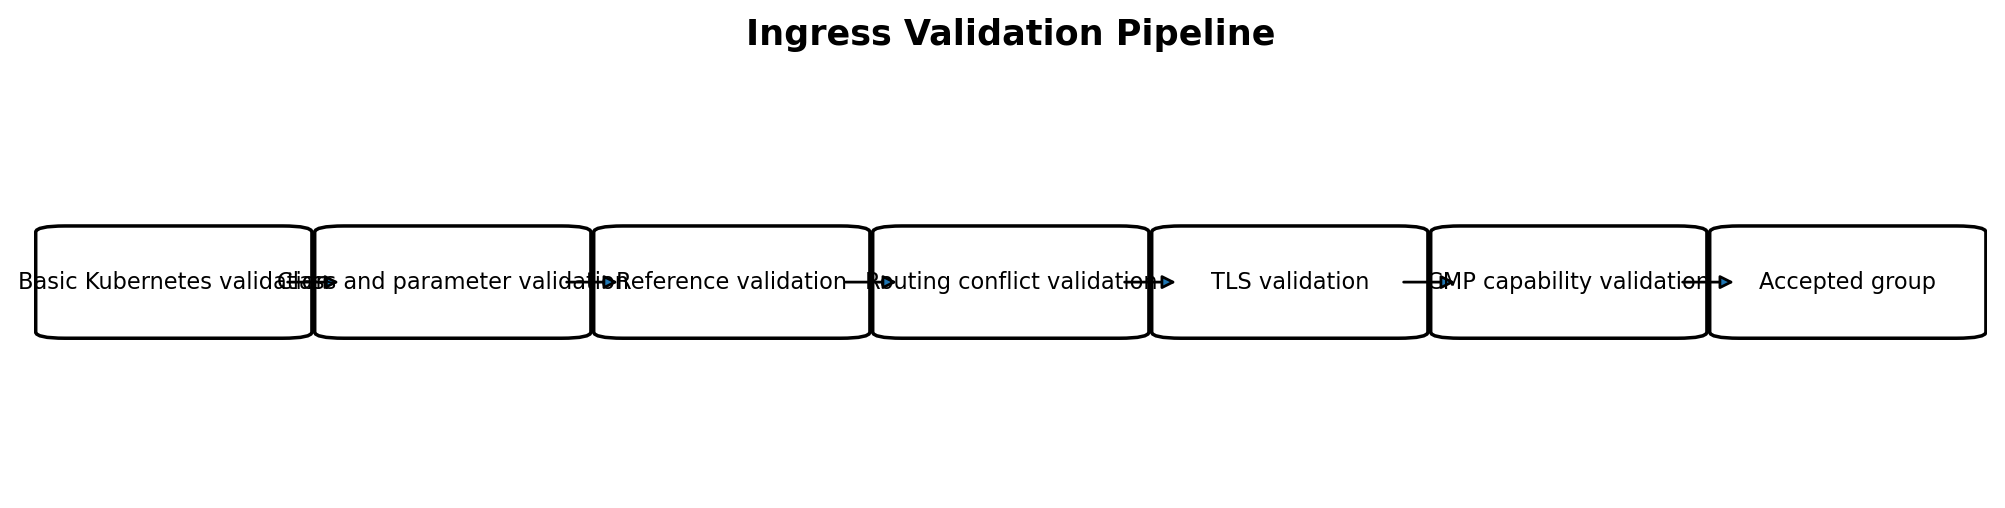 Ingress Validation Pipeline
Basic Kubernetes validation
Class and parameter validation
Reference validation
Routing conflict validation
TLS validation
capability validation
Accepted group